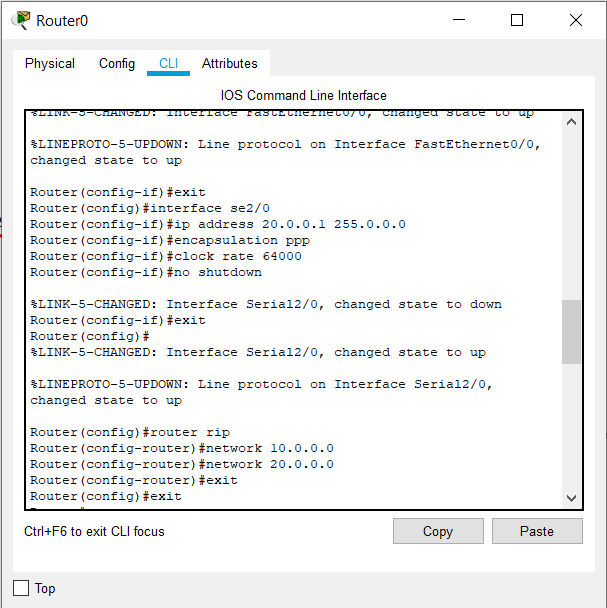 Router0
Physical Config CLI Attributes
IOS Command Line Interface
%LINK-5-CHANGED: Interface FastEthernet0/0, changed state to up
%LINEPROTO-5-UPDOWN: Line protocol on Interface FastEthernet0/0,
changed state to up
Router(config-if)#exit
Router(config)#interface se2/0
Router(config-if)#ip address 20.0.0.1 255.0.0.0
Router(config-if)#encapsulation ppp
Router(config-if)#clock rate 64000
Router(config-if)#no shutdown
%LINK-5-CHANGED: Interface Serial2/0, changed state to down
Router(config-if)#exit
Router(config)#
%LINK-5-CHANGED: Interface Serial2/0, changed state to up
%LINEPROTO-5-UPDOWN: Line protocol on Interface Serial2/0,
changed state to up
Router(config)#router rip
Router(config-router)#network 10.0.0.0
Router(config-router)#network 20.0.0.0
Router(config-router)#exit
Router(config)#exit
Ctrl+F6 to exit CLI focus
Copy Paste
Top